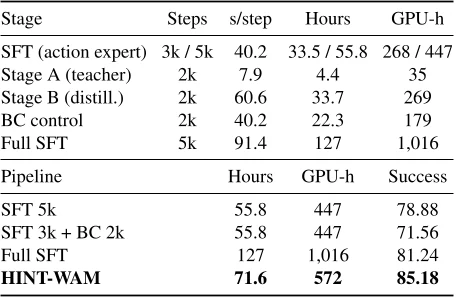 Stage Steps s/step Hours GPU-h
SFT (action expert) 3k / 5k 40.2 33.5 / 55.8 268 / 447
Stage A (teacher) 2k 7.9 4.4 35
Stage B (distill.) 2k 60.6 33.7 269
BC control 2k 40.2 22.3 179
Full SFT 5k 91.4 127 1,016
Pipeline Hours GPU-h Success
SFT 5k 55.8 447 78.88
SFT 3k + BC 2k 55.8 447 71.56
Full SFT 127 1,016 81.24
HINT-WAM 71.6 572 85.18